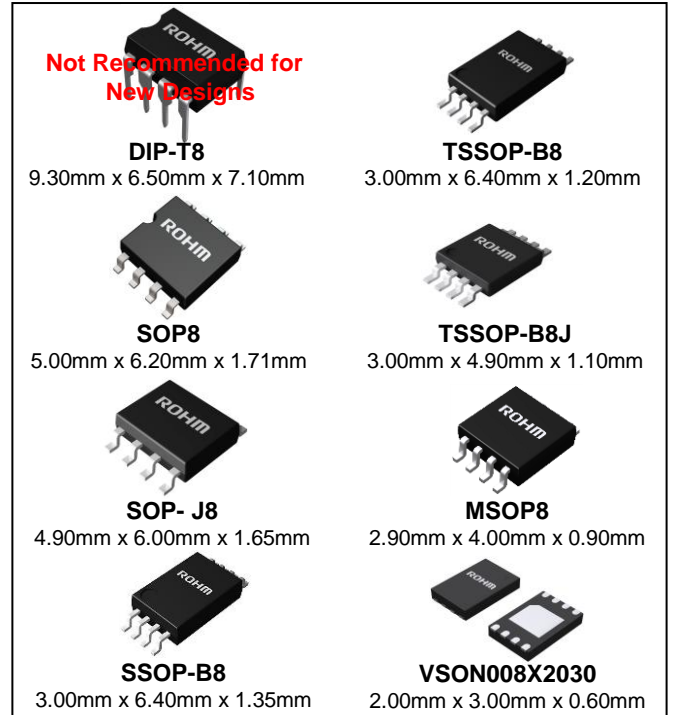 ROHM
Not Recommended for
New Designs
DIP-T8
9.30mm x 6.50mm x 7.10mm
ROHM
TSSOP-B8
3.00mm x 6.40mm x 1.20mm
ROHM
SOP8
5.00mm x 6.20mm x 1.71mm
ROHM
TSSOP-B8J
3.00mm x 4.90mm x 1.10mm
ROHM
SOP- J8
4.90mm x 6.00mm x 1.65mm
ROHM
MSOP8
2.90mm x 4.00mm x 0.90mm
ROHM
SSOP-B8
3.00mm x 6.40mm x 1.35mm
ROHM
VSON008X2030
2.00mm x 3.00mm x 0.60mm